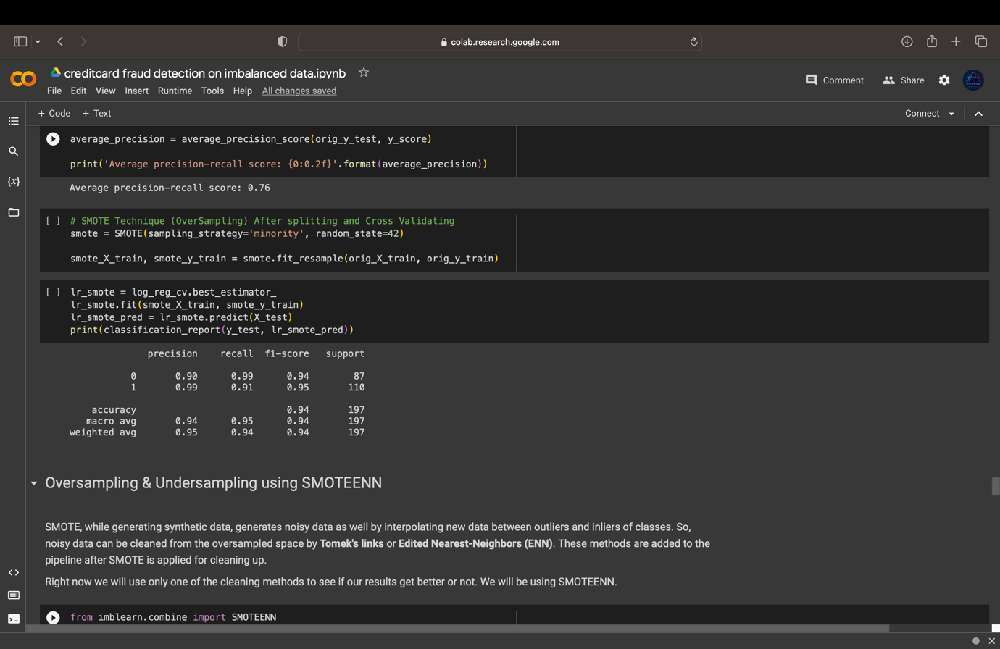 colab.research.google.com
creditcard fraud detection on imbalanced data.ipynb
Comment
Share
File Edit View Insert Runtime Tools Help All changes saved
+ Code + Text
Connect
average_precision = average_precision_score(orig_y_test, y_score)
print('Average precision-recall score: {0:0.2f}'.format(average_precision))
Average precision-recall score: 0.76
{x}
[ ] # SMOTE Technique (OverSampling) After splitting and Cross Validating
smote = SMOTE(sampling_strategy='minority', random_state=42)
smote_X_train, smote_y_train = smote.fit_resample(orig_X_train, orig_y_train)
[ ] lr_smote = log_reg_cv.best_estimator_
lr_smote.fit(smote_X_train, smote_y_train)
lr_smote_pred = lr_smote.predict(X_test)
print(classification_report(y_test, lr_smote_pred))
precision recall f1-score support
0 0.90 0.99 0.94 87
1 0.99 0.91 0.95 110
accuracy 0.94 197
macro avg 0.94 0.95 0.94 197
weighted avg 0.95 0.94 0.94 197
Oversampling & Undersampling using SMOTEENN
SMOTE, while generating synthetic data, generates noisy data as well by interpolating new data between outliers and inliers of classes. So,
noisy data can be cleaned from the oversampled space by Tomek's links or Edited Nearest-Neighbors (ENN). These methods are added to the
pipeline after SMOTE is applied for cleaning up.
Right now we will use only one of the cleaning methods to see if our results get better or not. We will be using SMOTEENN.
from imblearn.combine import SMOTEENN